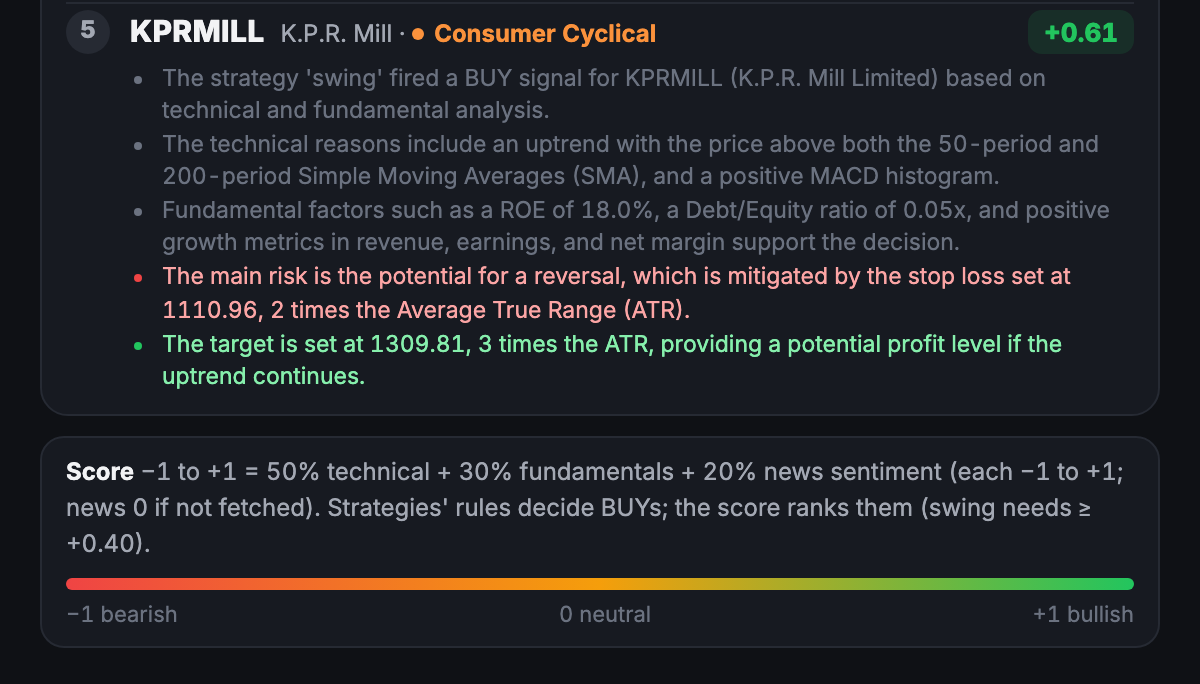 5 KPRMILL K.P.R. Mill · Consumer Cyclical +0.61
• The strategy 'swing' fired a BUY signal for KPRMILL (K.P.R. Mill Limited) based on
technical and fundamental analysis.
• The technical reasons include an uptrend with the price above both the 50-period and
200-period Simple Moving Averages (SMA), and a positive MACD histogram.
• Fundamental factors such as a ROE of 18.0%, a Debt/Equity ratio of 0.05x, and positive
growth metrics in revenue, earnings, and net margin support the decision.
• The main risk is the potential for a reversal, which is mitigated by the stop loss set at
1110.96, 2 times the Average True Range (ATR).
• The target is set at 1309.81, 3 times the ATR, providing a potential profit level if the
uptrend continues.
Score −1 to +1 = 50% technical + 30% fundamentals + 20% news sentiment (each −1 to +1;
news 0 if not fetched). Strategies' rules decide BUYs; the score ranks them (swing needs ≥
+0.40).
−1 bearish 0 neutral +1 bullish